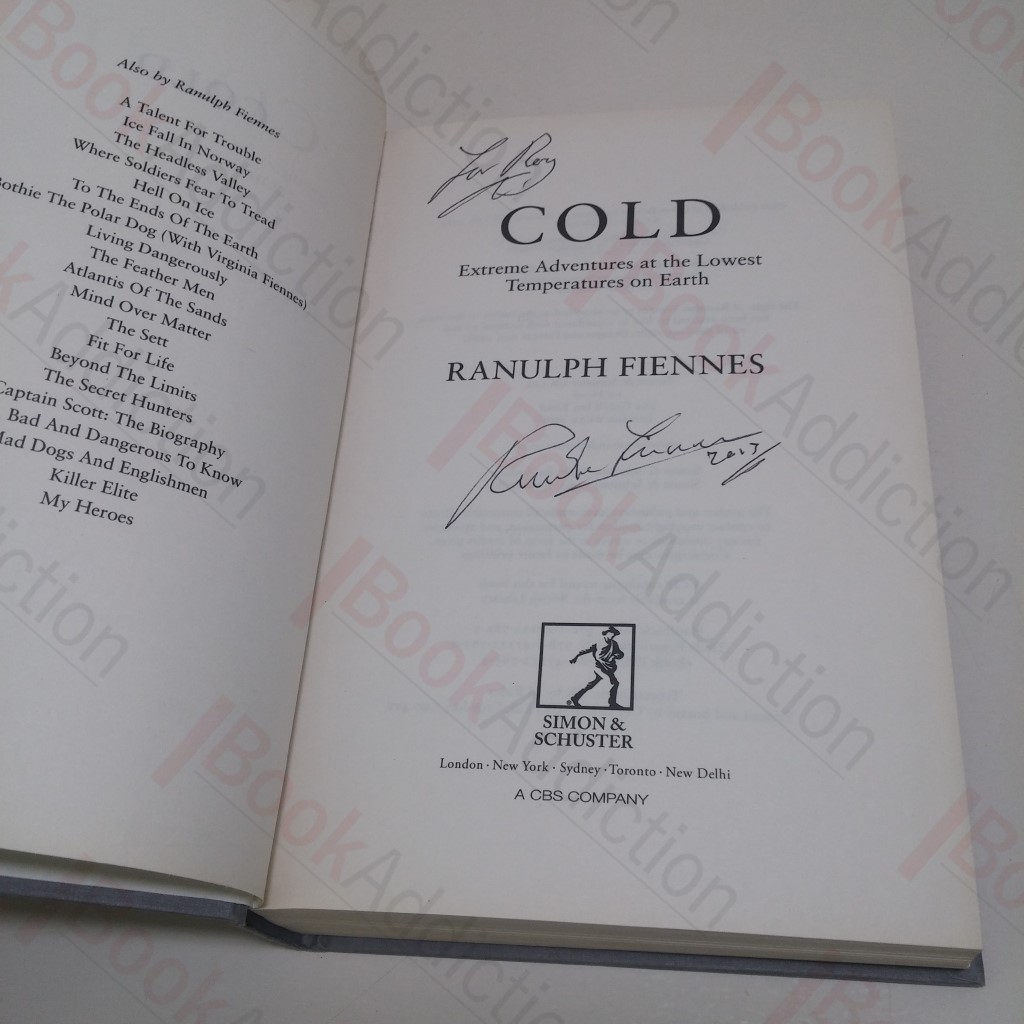 Also by Ranulph Fiennes
A Talent For Trouble
Ice Fall In Norway
The Headless Valley
Where Soldiers Fear To Tread
Hell On Ice
To The Ends Of The Earth
Bothie The Polar Dog (With Virginia Fiennes)
Living Dangerously
The Feather Men
Atlantis Of The Sands
Mind Over Matter
The Sett
Fit For Life
Beyond The Limits
The Secret Hunters
Captain Scott: The Biography
Bad And Dangerous To Know
Mad Dogs And Englishmen
Killer Elite
My Heroes
For Roy
COLD
Extreme Adventures at the Lowest
Temperatures on Earth
RANULPH FIENNES
Ranulph Fiennes
2013
SIMON &
SCHUSTER
London · New York · Sydney · Toronto · New Delhi
A CBS COMPANY
BookAddiction